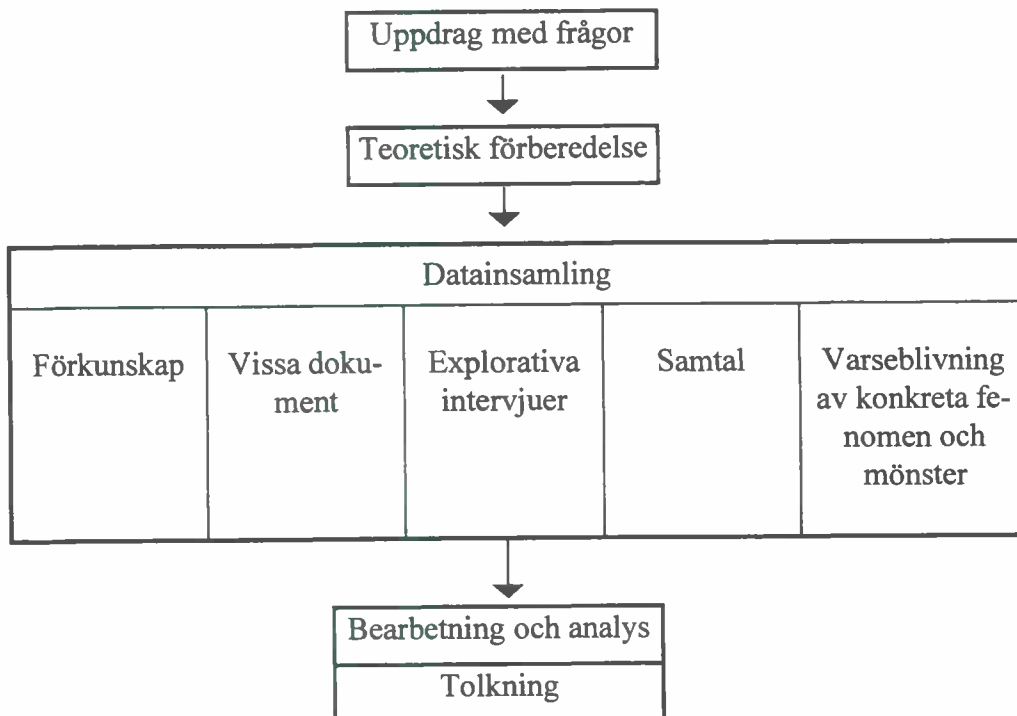 Uppdrag med frågor
Teoretisk förberedelse
Datainsamling
Förkunskap
Vissa doku-
ment
Explorativa
intervjuer
Samtal
Varseblivning
av konkreta fe-
nomen och
mönster
Bearbetning och analys
Tolkning